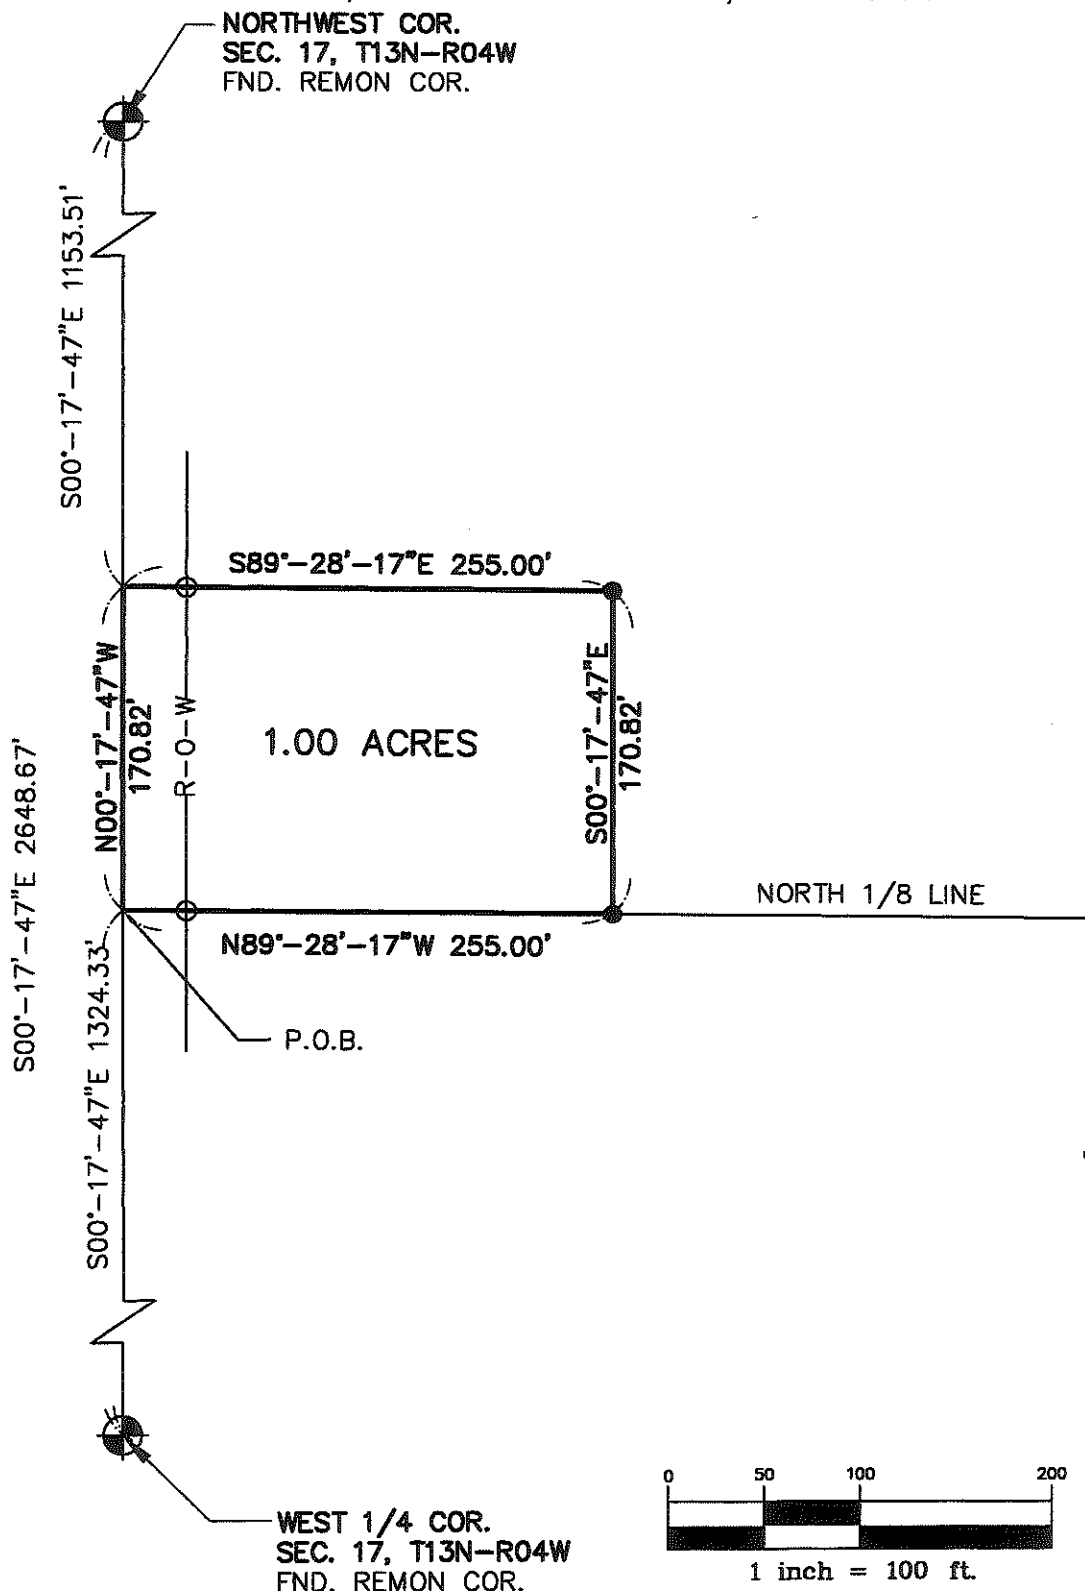 NORTHWEST COR.
SEC. 17, T13N-R04W
FND. REMON COR.
S00°-17'-47"E 1153.51'
S89°-28'-17"E 255.00'
N00°-17'-47"W
170.82'
R-O-W
1.00 ACRES
S00°-17'-47"E
170.82'
S00°-17'-47"E 2648.67'
NORTH 1/8 LINE
N89°-28'-17"W 255.00'
S00°-17'-47"E 1324.33'
P.O.B.
WEST 1/4 COR.
SEC. 17, T13N-R04W
FND. REMON COR.
0 50 100 200
1 inch = 100 ft.